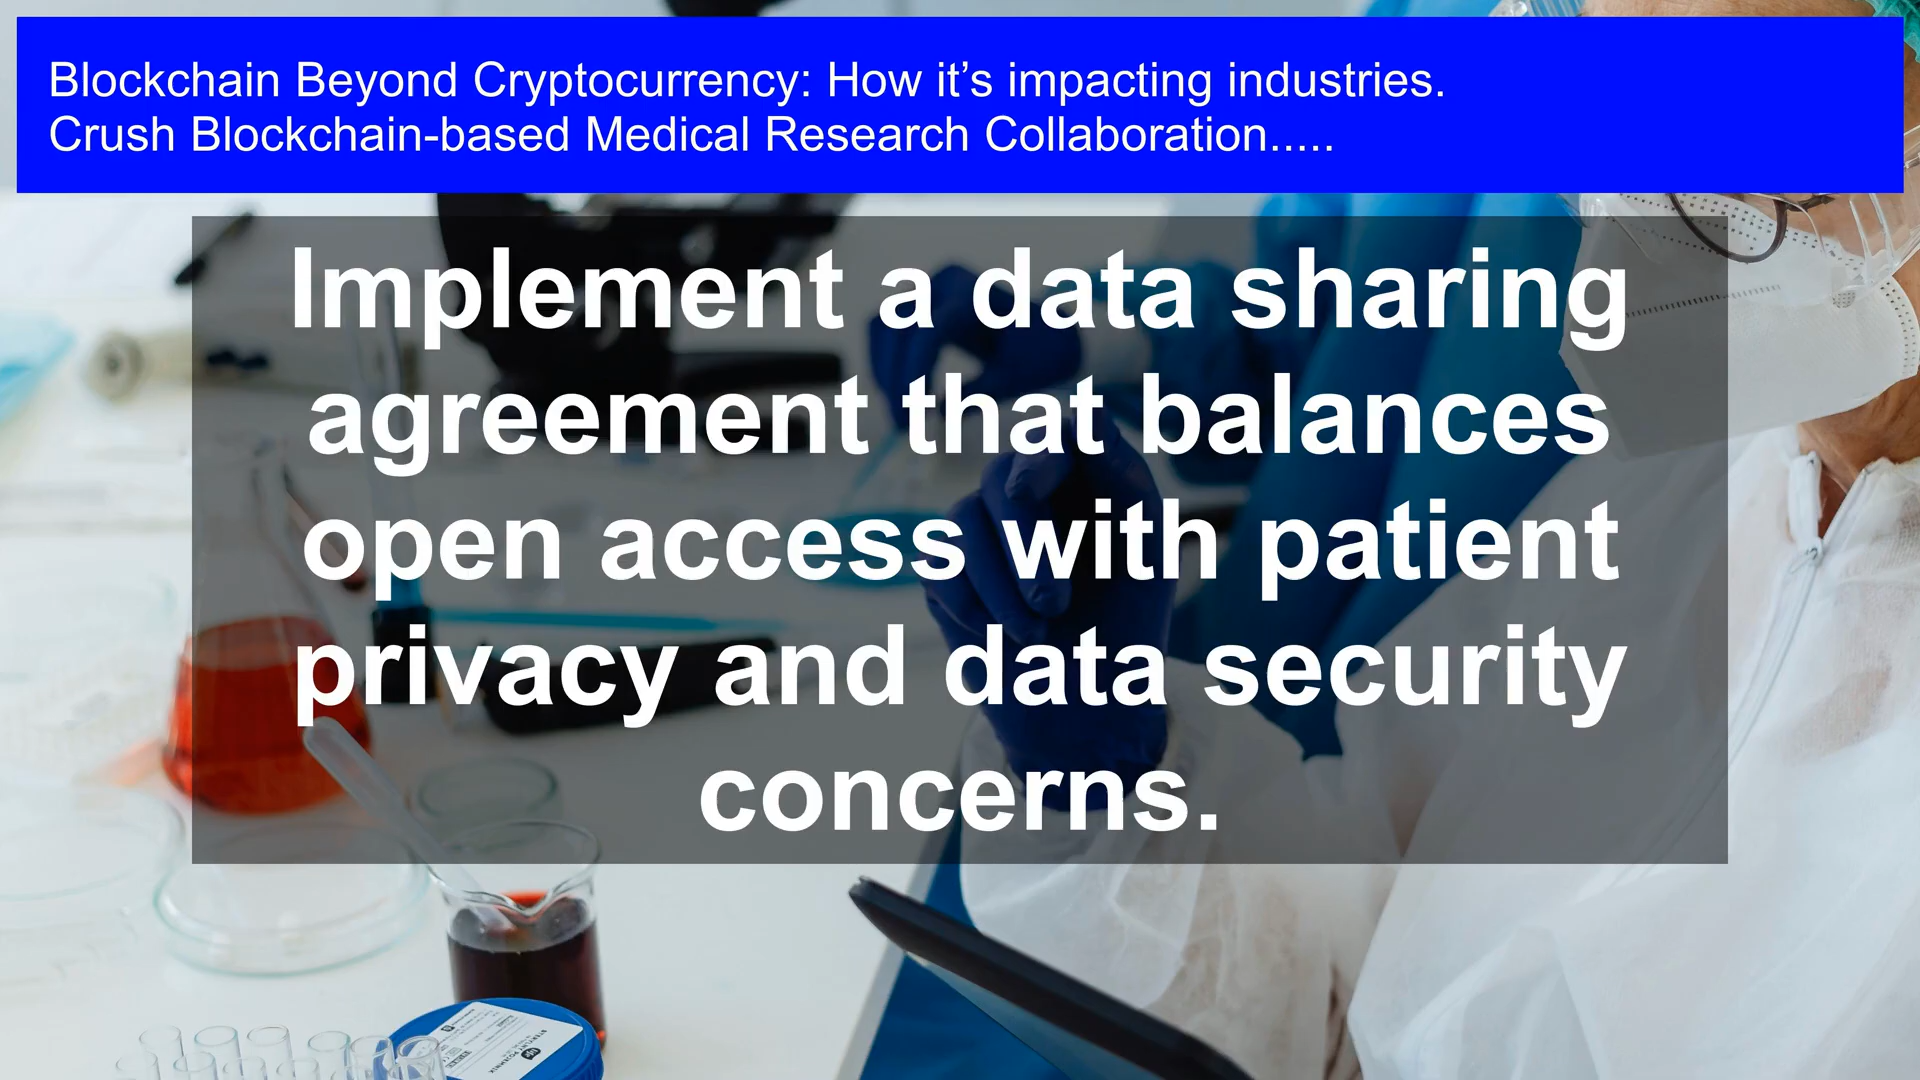 Blockchain Beyond Cryptocurrency: How it’s impacting industries.
Crush Blockchain-based Medical Research Collaboration.....
Implement a data sharing
agreement that balances
open access with patient
privacy and data security
concerns.